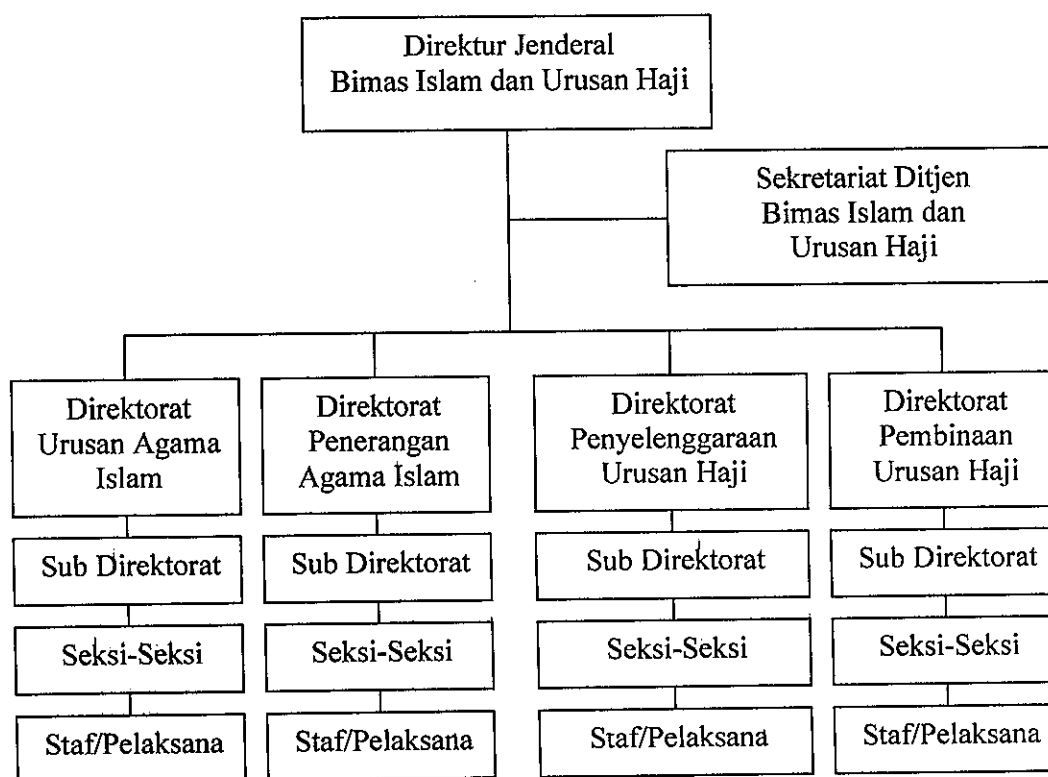 Direktur Jenderal
Bimas Islam dan Urusan Haji
Sekretariat Ditjen
Bimas Islam dan
Urusan Haji
Direktorat
Urusan Agama
Islam
Direktorat
Penerangan
Agama Islam
Direktorat
Penyelenggaraan
Urusan Haji
Direktorat
Pembinaan
Urusan Haji
Sub Direktorat
Sub Direktorat
Sub Direktorat
Sub Direktorat
Seksi-Seksi
Seksi-Seksi
Seksi-Seksi
Seksi-Seksi
Staf/Pelaksana
Staf/Pelaksana
Staf/Pelaksana
Staf/Pelaksana